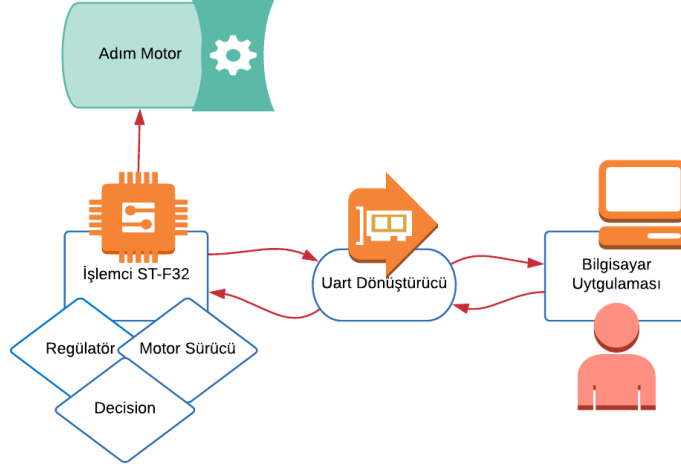 Adım Motor
İşlemci ST-F32
Uart Dönüştürücü
Bilgisayar
Uytgulaması
Regülatör
Motor Sürücü
Decision